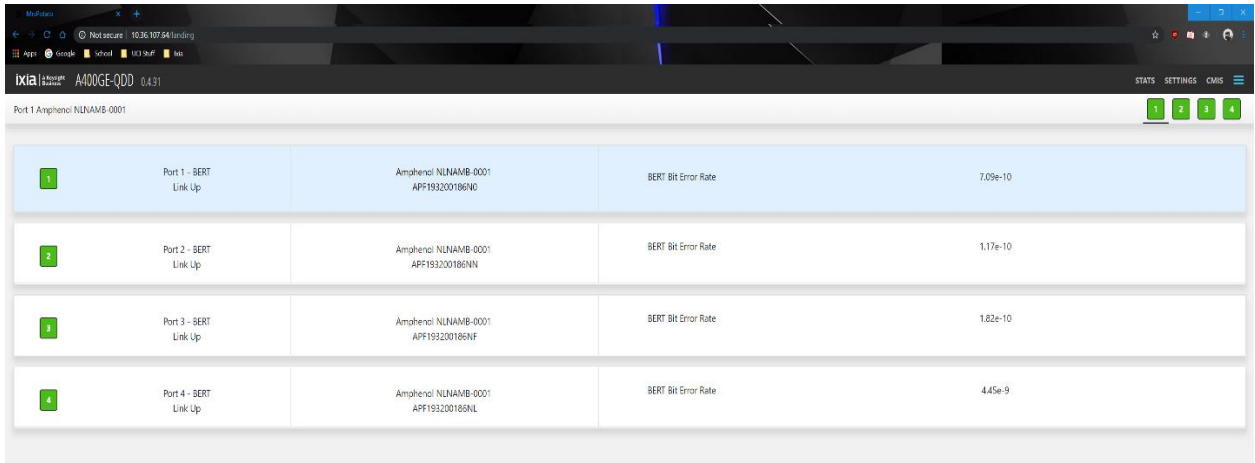 MrsPotato
Not secure | 10.36.107.64/landing
Apps Google School UCI Stuff Ixia
ixia A Keysight Business A400GE-QDD 0.4.91 STATS SETTINGS CMIS
Port 1 Amphenol NLNAMB-0001 1 2 3 4
1 Port 1 - BERT Amphenol NLNAMB-0001 BERT Bit Error Rate 7.09e-10
Link Up APF193200186N0
2 Port 2 - BERT Amphenol NLNAMB-0001 BERT Bit Error Rate 1.17e-10
Link Up APF193200186NN
3 Port 3 - BERT Amphenol NLNAMB-0001 BERT Bit Error Rate 1.82e-10
Link Up APF193200186NF
4 Port 4 - BERT Amphenol NLNAMB-0001 BERT Bit Error Rate 4.45e-9
Link Up APF193200186NL